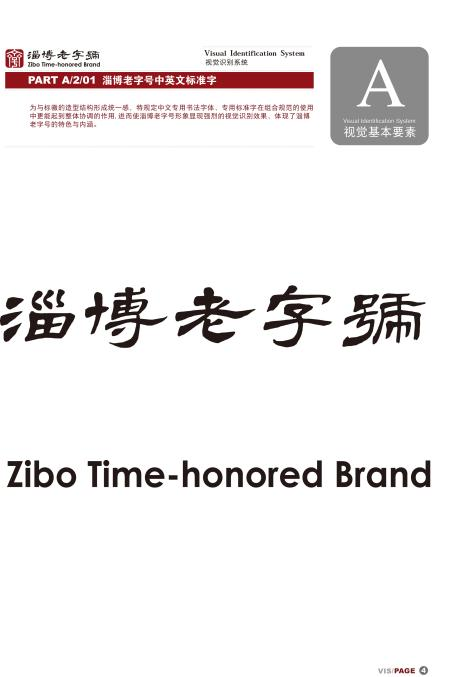 淄博老字號
Zibo Time-honored Brand
Visual Identification System
视觉识别系统
PART A/2/01 淄博老字号中英文标准字
为与标徽的造型结构形成统一感、特规定中文专用书法字体、专用标准字在组合规范的使用
中更能起到整体协调的作用,进而使淄博老字号形象显现强烈的视觉识别效果、体现了淄博
老字号的特色与内涵。
A
Visual Identification System
视觉基本要素
淄博老字號
Zibo Time-honored Brand
VIS/PAGE 4